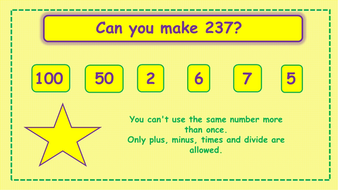 Can you make 237?
100 50 2 6 7 5
You can't use the same number more
than once.
Only plus, minus, times and divide are
allowed.